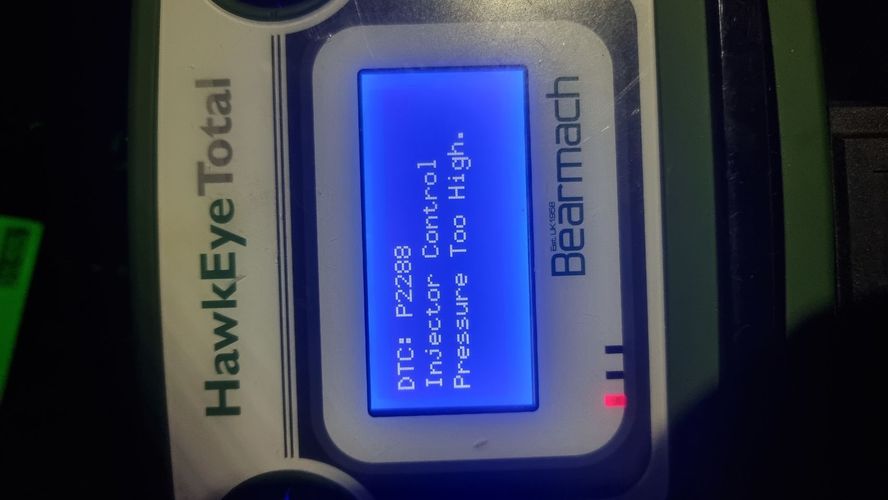 HawkEyeTotal
DTC: P2288
Injector Control
Pressure Too High.
Est. UK 1958
Bearmach